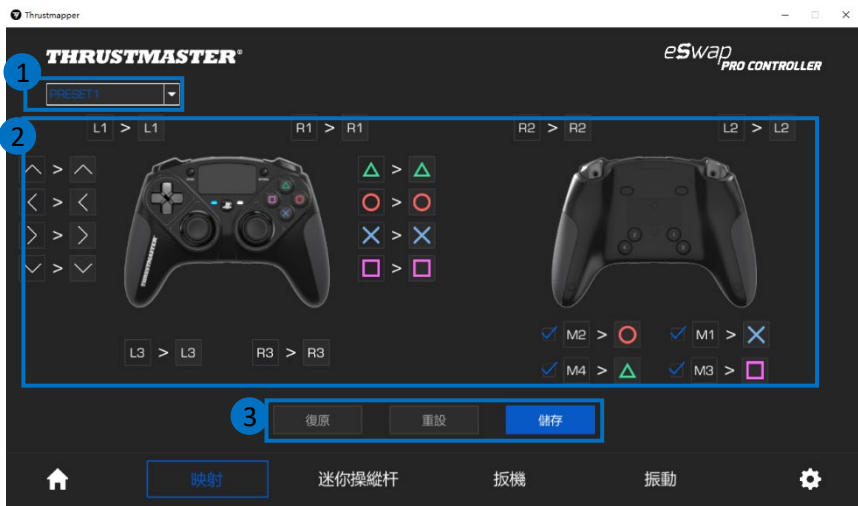 Thrustmapper
THRUSTMASTER®
eSwap
PRO CONTROLLER
1
PRESET1
2
L1 > L1
R1 > R1
R2 > R2
L2 > L2
>
>
>
>
>
>
>
>
THRUSTMASTER
L3 > L3
R3 > R3
M2 >
M1 >
M4 >
M3 >
3
復原
重設
儲存
映射
迷你操縱杆
扳機
振動